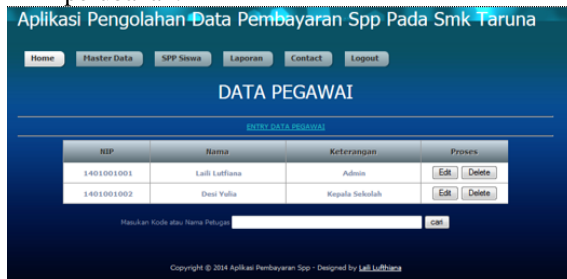 Aplikasi Pengolahan Data Pembayaran Spp Pada Smk Taruna
Home Master Data SPP Siswa Laporan Contact Logout
DATA PEGAWAI
ENTRY DATA PEGAWAI
NIP Nama Keterangan Proses
1401001001 Laili Lutfiana Admin Edit Delete
1401001002 Desi Yulia Kepala Sekolah Edit Delete
Masukan Kode atau Nama Petugas cari
Copyright © 2014 Aplikasi Pembayaran Spp - Designed by Laili Lufthiana